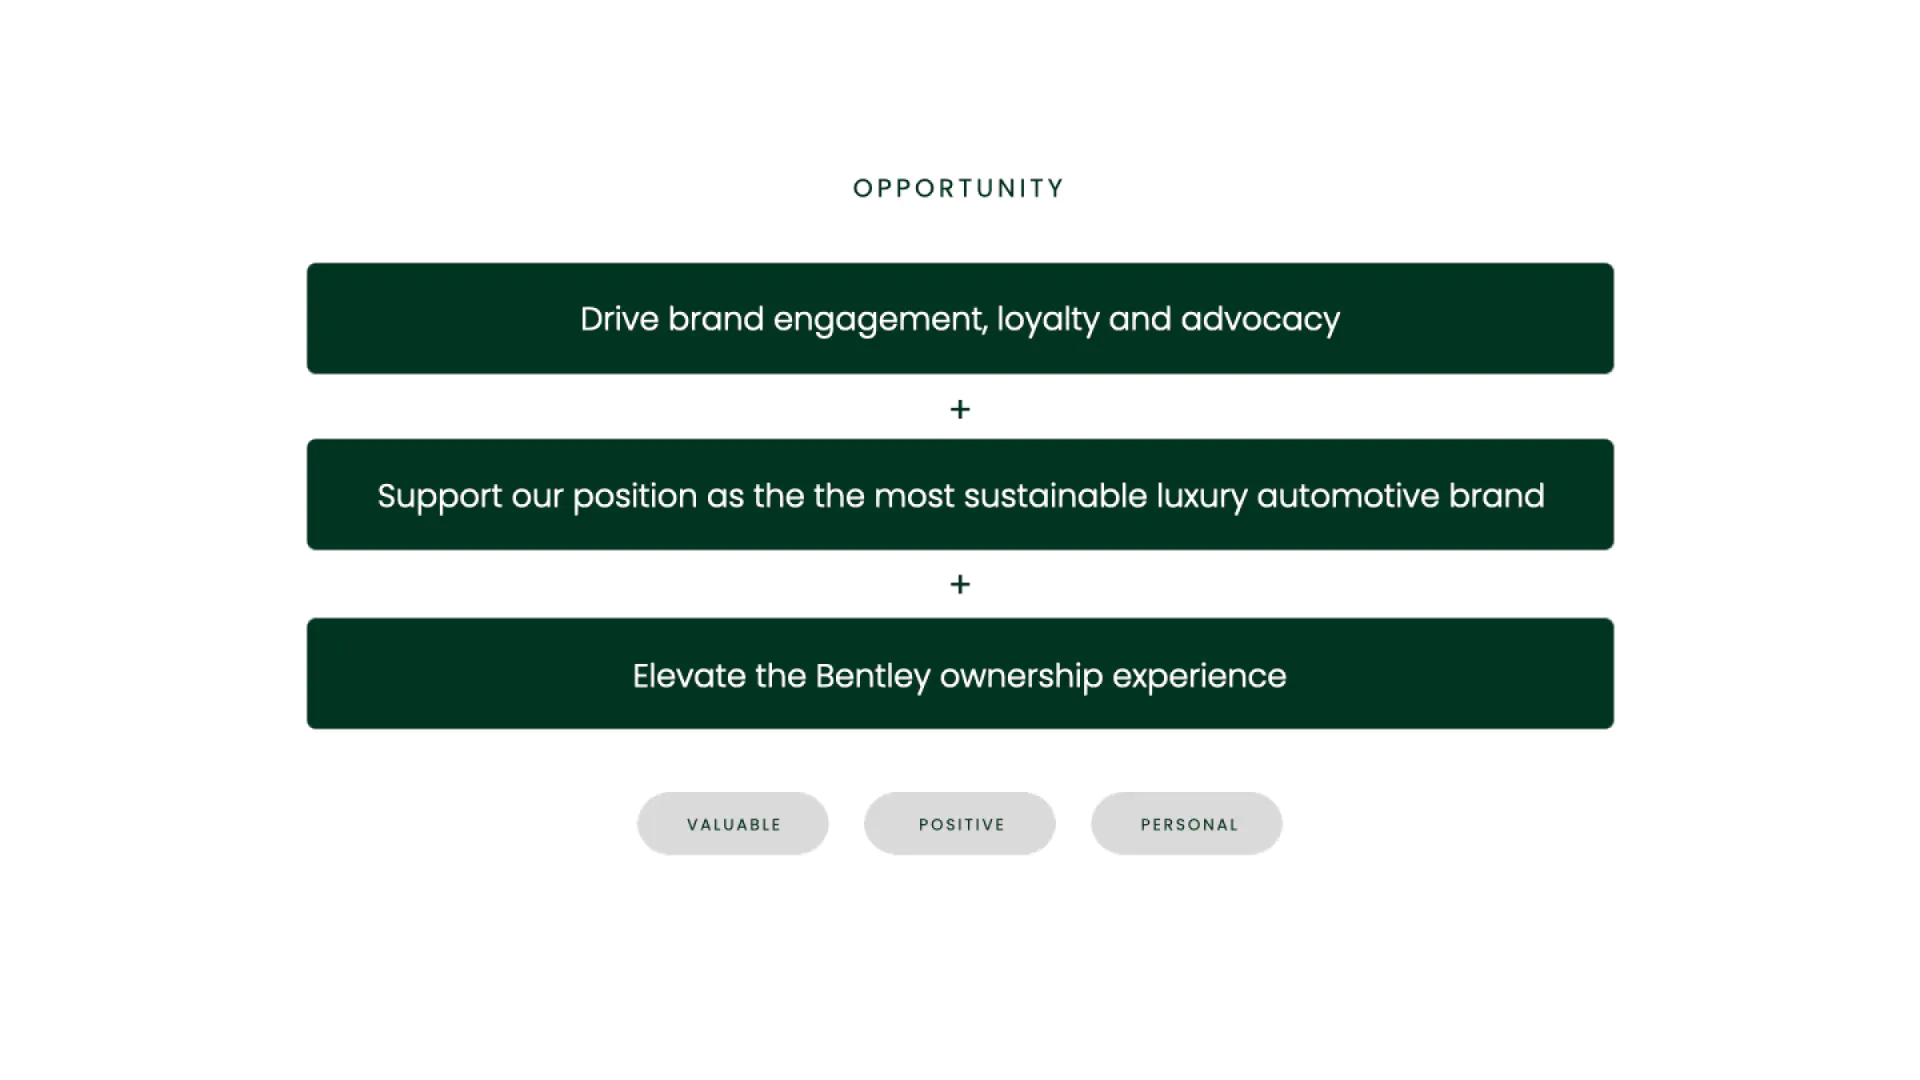 OPPORTUNITY
Drive brand engagement, loyalty and advocacy
+
Support our position as the the most sustainable luxury automotive brand
+
Elevate the Bentley ownership experience
VALUABLE
POSITIVE
PERSONAL